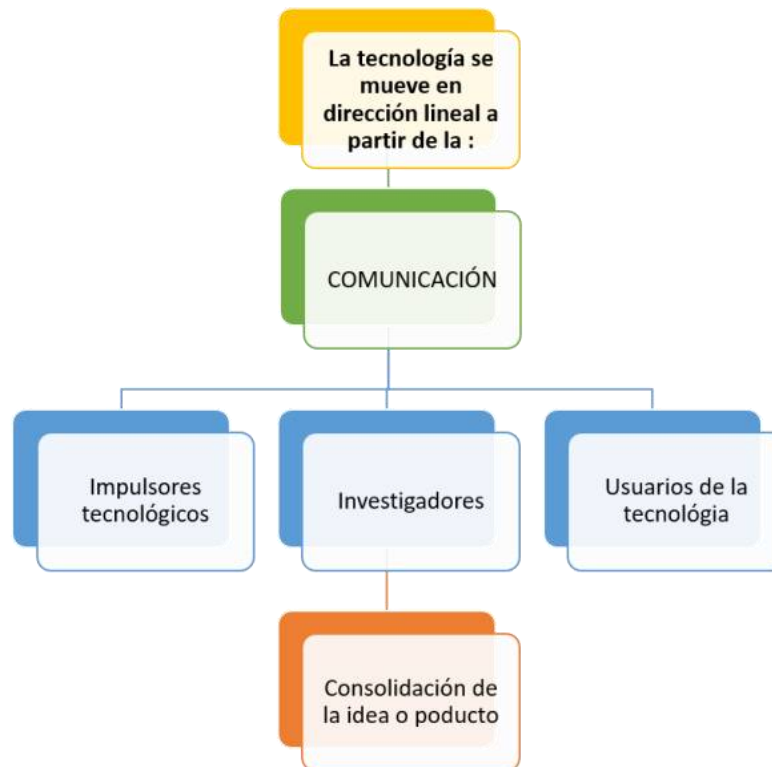 La tecnología se
mueve en
dirección lineal a
partir de la :
COMUNICACIÓN
Impulsores
tecnológicos
Investigadores
Usuarios de la
tecnológia
Consolidación de
la idea o poducto